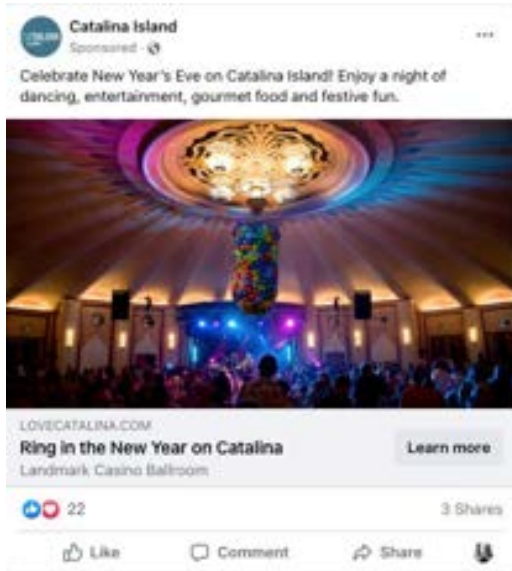 Catalina Island
Sponsored ·
Celebrate New Year's Eve on Catalina Island! Enjoy a night of
dancing, entertainment, gourmet food and festive fun.
LOVECATALINA.COM
Ring in the New Year on Catalina
Learn more
Landmark Casino Ballroom
22
3 Shares
Like
Comment
Share